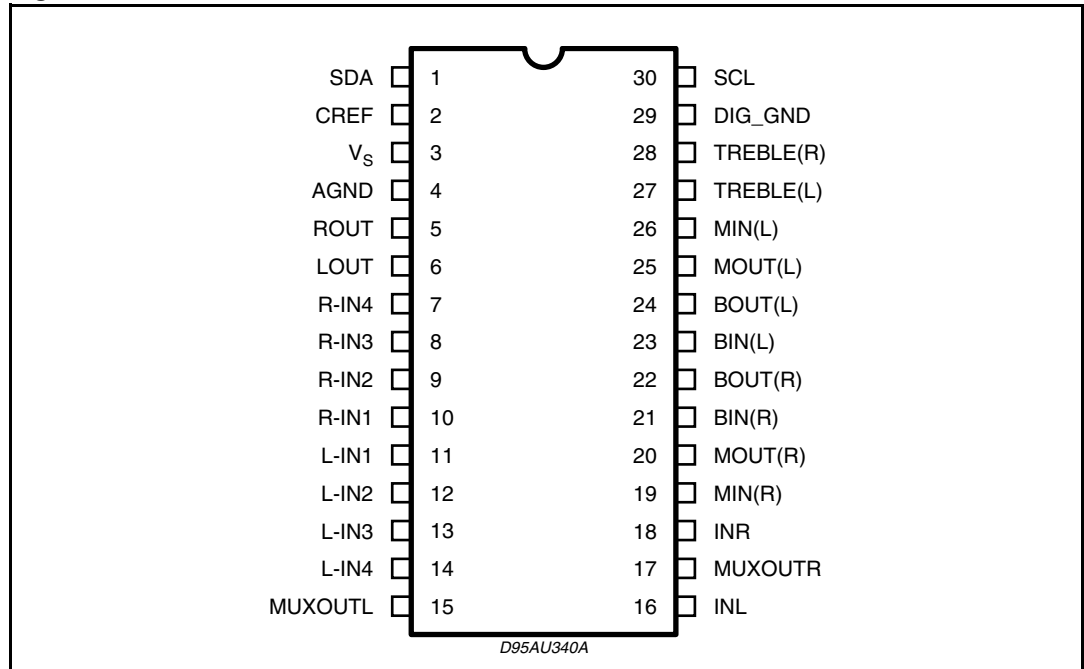 SDA 1 30 SCL
CREF 2 29 DIG_GND
VS 3 28 TREBLE(R)
AGND 4 27 TREBLE(L)
ROUT 5 26 MIN(L)
LOUT 6 25 MOUT(L)
R-IN4 7 24 BOUT(L)
R-IN3 8 23 BIN(L)
R-IN2 9 22 BOUT(R)
R-IN1 10 21 BIN(R)
L-IN1 11 20 MOUT(R)
L-IN2 12 19 MIN(R)
L-IN3 13 18 INR
L-IN4 14 17 MUXOUTR
MUXOUTL 15 16 INL
D95AU340A